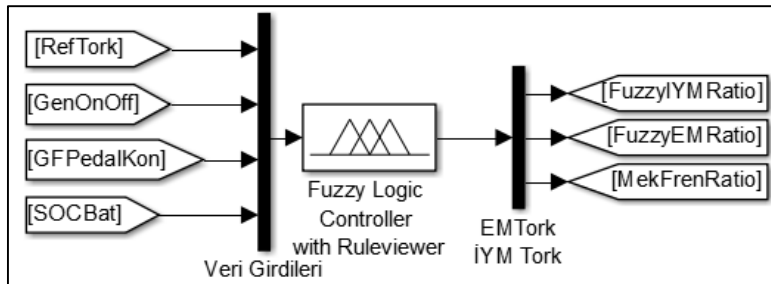 [RefTork]
[GenOnOff]
[GFPedalKon]
[SOCBat]
Veri Girdileri
Fuzzy Logic
Controller
with Ruleviewer
EMTork
İYM Tork
[FuzzyIYMRatio]
[FuzzyEMRatio]
[MekFrenRatio]